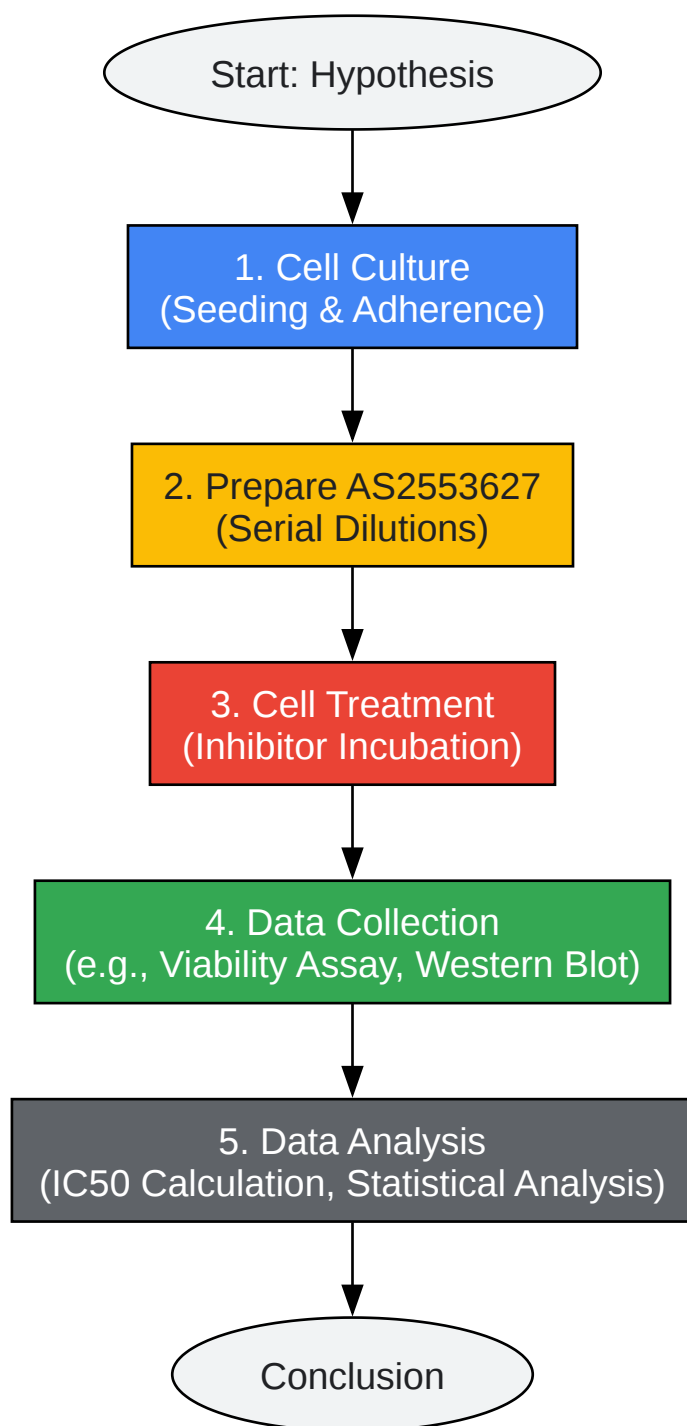 Start: Hypothesis
1. Cell Culture
(Seeding & Adherence)
2. Prepare AS2553627
(Serial Dilutions)
3. Cell Treatment
(Inhibitor Incubation)
4. Data Collection
(e.g., Viability Assay, Western Blot)
5. Data Analysis
(IC50 Calculation, Statistical Analysis)
Conclusion